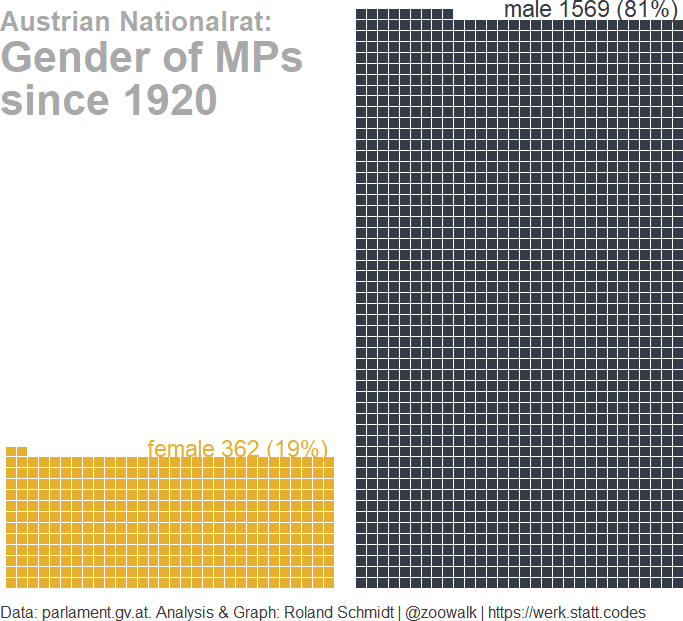 Austrian Nationalrat:
Gender of MPs
since 1920
male 1569 (81%)
female 362 (19%)
Data: parlament.gv.at. Analysis & Graph: Roland Schmidt | @zoowalk | https://werk.statt.codes